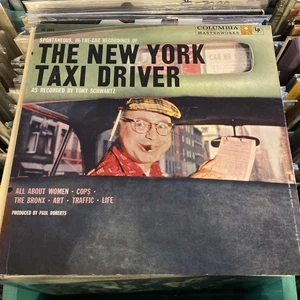 COLUMBIA
MASTERWORKS
SPONTANEOUS, IN-THE-CAR RECORDINGS OF
THE NEW YORK
TAXI DRIVER
AS RECORDED BY TONY SCHWARTZ
ALL ABOUT WOMEN · COPS ·
THE BRONX · ART · TRAFFIC · LIFE
PRODUCED BY PAUL ROBERTS